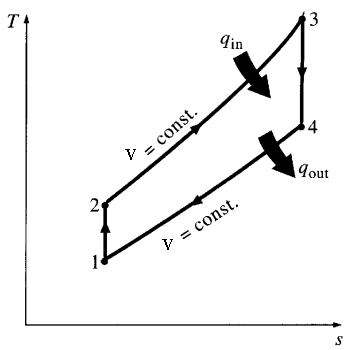 T
3
q_in
V = const.
4
q_out
2
V = const.
1
s